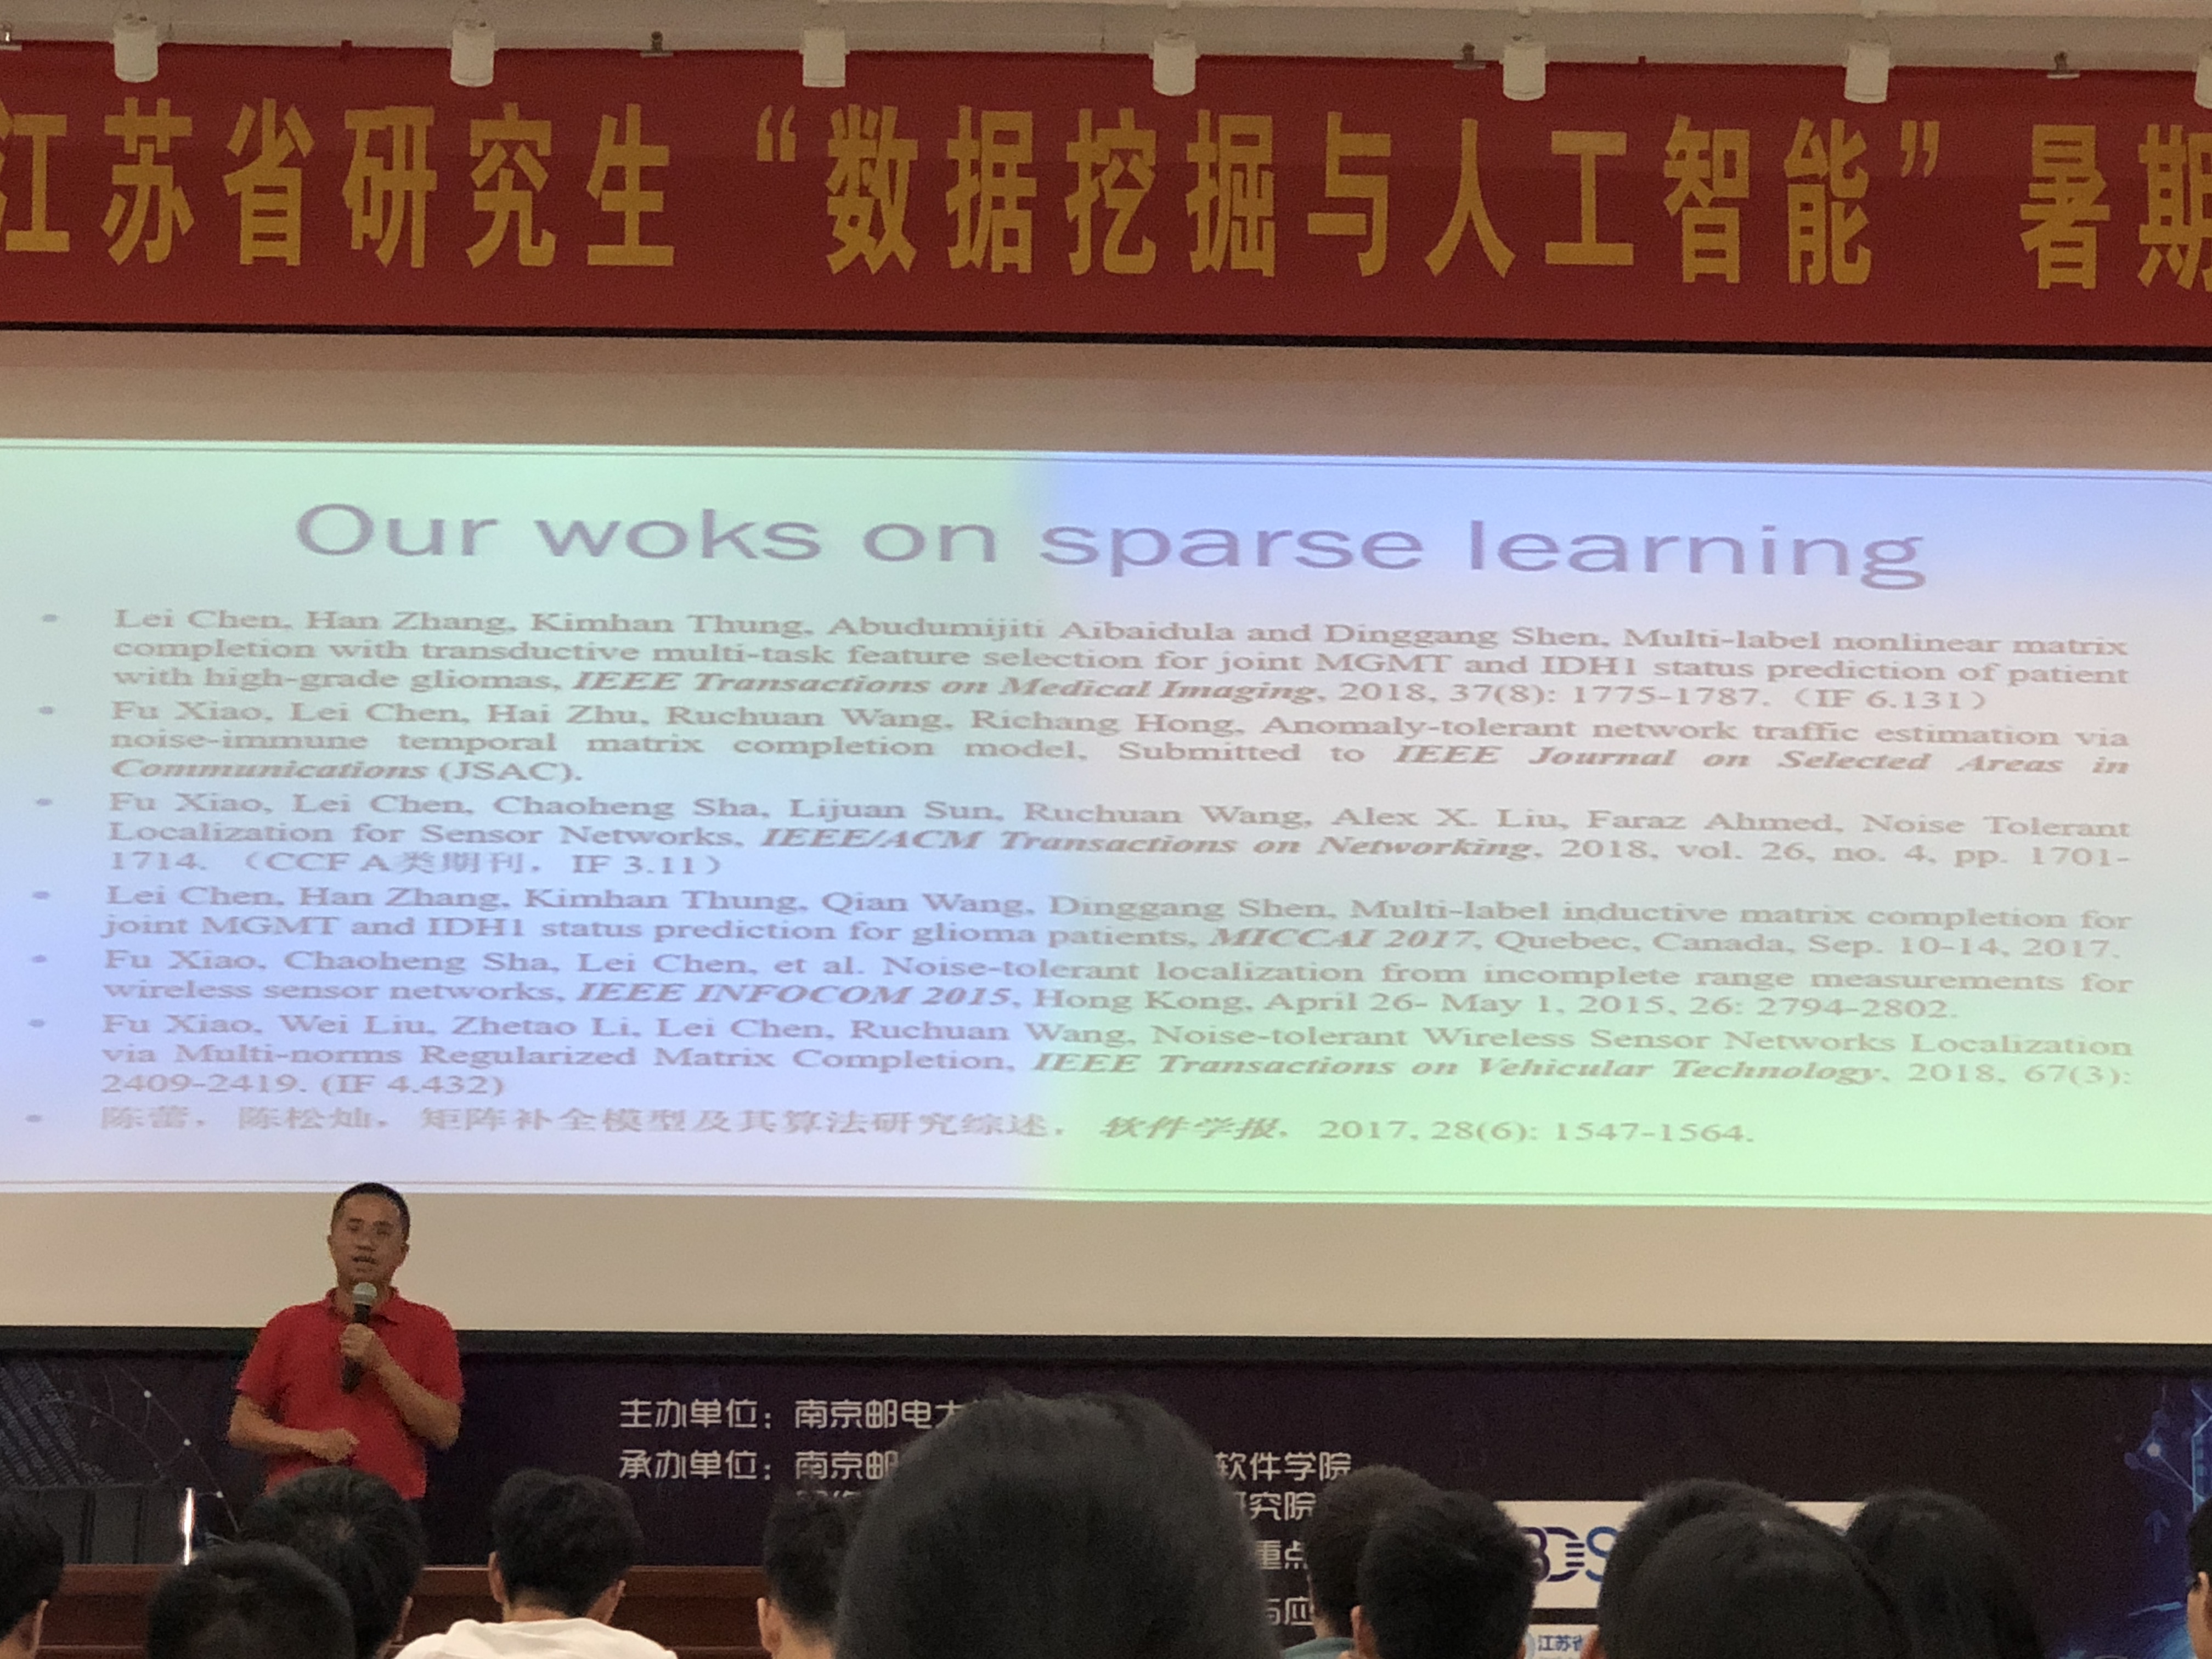 江苏省研究生“数据挖掘与人工智能”暑期
Our woks on sparse learning
• Lei Chen, Han Zhang, Kimhan Thung, Abudumijiti Aibaidula and Dinggang Shen, Multi-label nonlinear matrix
completion with transductive multi-task feature selection for joint MGMT and IDH1 status prediction of patient
with high-grade gliomas, IEEE Transactions on Medical Imaging, 2018, 37(8): 1775-1787.（IF 6.131）
• Fu Xiao, Lei Chen, Hai Zhu, Ruchuan Wang, Richang Hong, Anomaly-tolerant network traffic estimation via
noise-immune temporal matrix completion model, Submitted to IEEE Journal on Selected Areas in
Communications (JSAC).
• Fu Xiao, Lei Chen, Chaoheng Sha, Lijuan Sun, Ruchuan Wang, Alex X. Liu, Faraz Ahmed, Noise Tolerant
Localization for Sensor Networks, IEEE/ACM Transactions on Networking, 2018, vol. 26, no. 4, pp. 1701-
1714.（CCF A类期刊，IF 3.11）
• Lei Chen, Han Zhang, Kimhan Thung, Qian Wang, Dinggang Shen, Multi-label inductive matrix completion for
joint MGMT and IDH1 status prediction for glioma patients, MICCAI 2017, Quebec, Canada, Sep. 10-14, 2017.
• Fu Xiao, Chaoheng Sha, Lei Chen, et al. Noise-tolerant localization from incomplete range measurements for
wireless sensor networks, IEEE INFOCOM 2015, Hong Kong, April 26- May 1, 2015, 26: 2794-2802.
• Fu Xiao, Wei Liu, Zhetao Li, Lei Chen, Ruchuan Wang, Noise-tolerant Wireless Sensor Networks Localization
via Multi-norms Regularized Matrix Completion, IEEE Transactions on Vehicular Technology, 2018, 67(3):
2409-2419. (IF 4.432)
• 陈蕾，陈松灿，矩阵补全模型及其算法研究综述，软件学报，2017, 28(6): 1547-1564.
主办单位：南京邮电大
承办单位：南京邮 软件学院
究院
重点
与应
江苏省